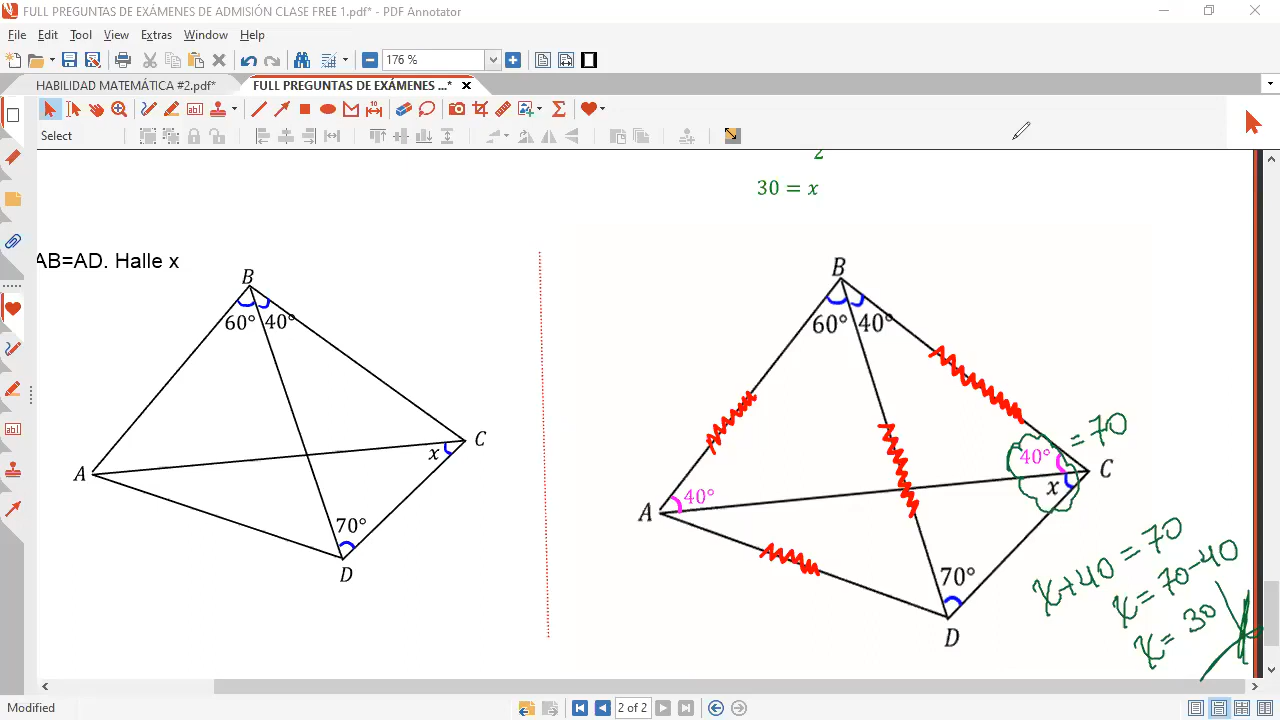 FULL PREGUNTAS DE EXÁMENES DE ADMISIÓN CLASE FREE 1.pdf* - PDF Annotator
File Edit Tool View Extras Window Help
176 %
HABILIDAD MATEMÁTICA #2.pdf*
FULL PREGUNTAS DE EXÁMENES ...*
Select
2
30 = x
AB=AD. Halle x
B
60° 40°
A
C
x
70°
D
B
60° 40°
= 70
40°
C
x
40°
A
70°
D
x+40 = 70
x = 70-40
x = 30
Modified
2 of 2